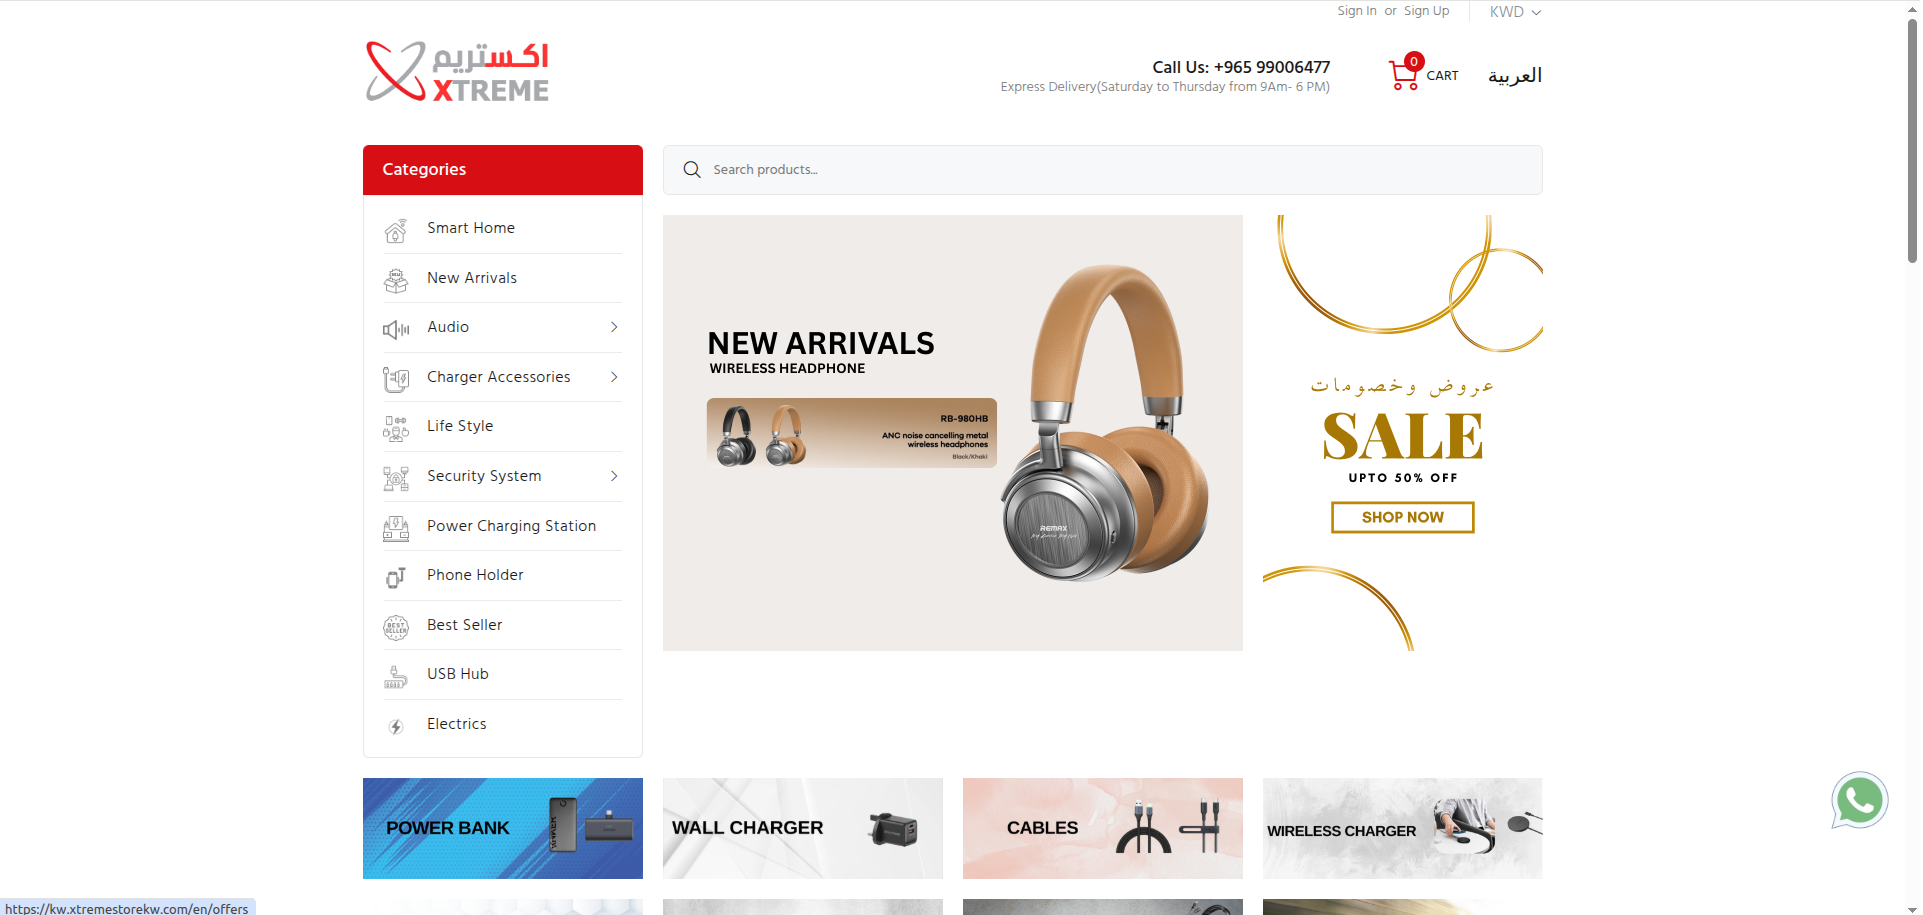 Sign In or Sign Up
KWD
اكستريم
XTREME
Call Us: +965 99006477
Express Delivery(Saturday to Thursday from 9Am- 6 PM)
0
CART
العربية
Categories
Search products...
Smart Home
New Arrivals
Audio
Charger Accessories
Life Style
Security System
Power Charging Station
Phone Holder
BEST SELLER
Best Seller
USB Hub
Electrics
NEW ARRIVALS
WIRELESS HEADPHONE
RB-980HB
ANC noise cancelling metal
wireless headphones
Black/Khaki
REMAX
عروض وخصومات
SALE
UPTO 50% OFF
SHOP NOW
POWER BANK
WALL CHARGER
CABLES
WIRELESS CHARGER
https://kw.xtremestorekw.com/en/offers